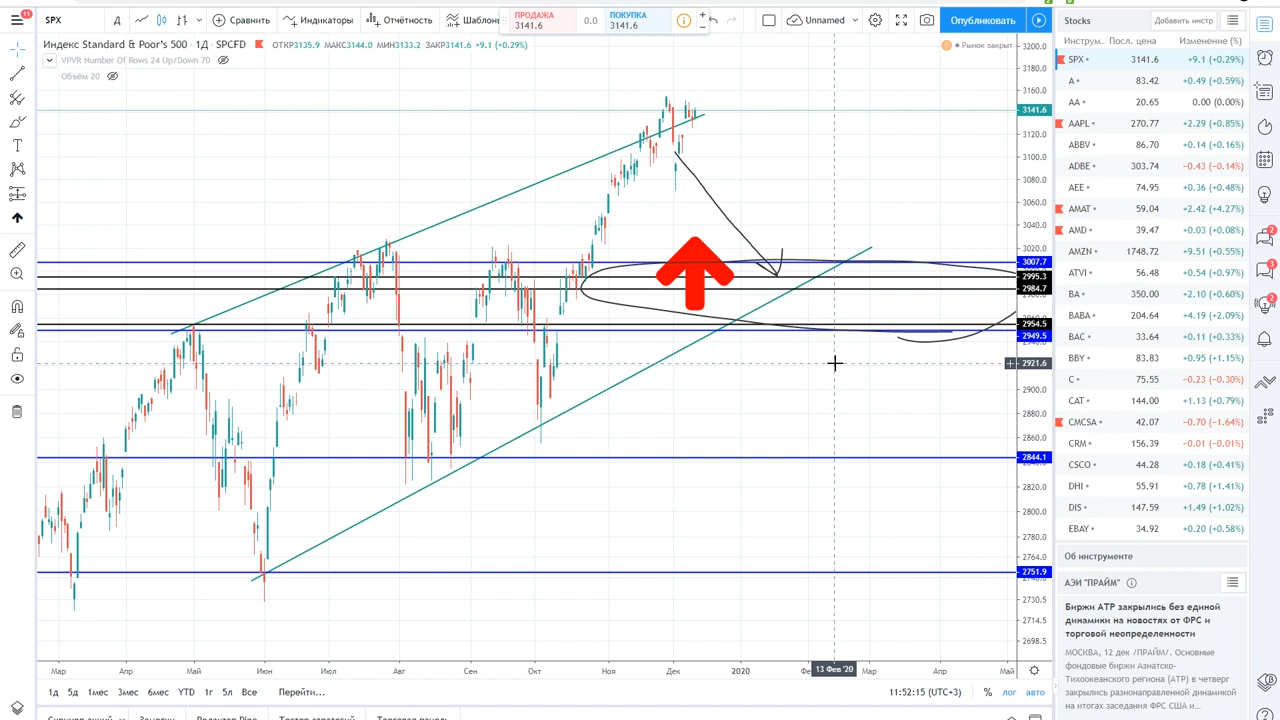 11
SPX
Д
Сравнить
Индикаторы
Отчётность
Шаблоны
ПРОДАЖА
3141.6
0.0
ПОКУПКА
3141.6
Unnamed
Опубликовать
Индекс Standard & Poor's 500 · 1Д · SPCFD
ОТКР3135.9 МАКС3144.0 МИН3133.2 ЗАКР3141.6 +9.1 (+0.29%)
Рынок закрыт
VPVR Number Of Rows 24 Up/Down 70
Объём 20
3200.0
3180.0
3160.0
3141.6
3120.0
3100.0
3080.0
3060.0
3040.0
3020.0
3007.7
2995.3
2984.7
2954.5
2949.5
2921.6
2900.0
2880.0
2860.0
2844.1
2820.0
2800.0
2780.0
2764.0
2751.9
2730.5
2714.5
2698.5
Мар
Апр
Май
Июн
Июл
Авг
Сен
Окт
Ноя
Дек
2020
13 Фев '20
Мар
Апр
Май
1д 5д 1мес 3мес 6мес YTD 1г 5л Все Перейти...
11:52:15 (UTC+3) % лог авто
Заметки
Редактор Pine
Тестер стратегий
Торговая панель
Stocks
Добавить инстр
Инструм.. Посл. цена Изменение (%)
SPX 3141.6 +9.1 (+0.29%)
A 83.42 +0.49 (+0.59%)
AA 20.65 0.00 (0.00%)
AAPL 270.77 +2.29 (+0.85%)
ABBV 86.70 +0.14 (+0.16%)
ADBE 303.74 −0.43 (−0.14%)
AEE 74.95 +0.36 (+0.48%)
AMAT 59.04 +2.42 (+4.27%)
AMD 39.47 +0.03 (+0.08%)
AMZN 1748.72 +9.51 (+0.55%)
ATVI 56.48 +0.54 (+0.97%)
BA 350.00 +2.10 (+0.60%)
BABA 204.64 +4.19 (+2.09%)
BAC 33.64 +0.11 (+0.33%)
BBY 83.83 +0.95 (+1.15%)
C 75.55 −0.23 (−0.30%)
CAT 144.00 +1.13 (+0.79%)
CMCSA 42.07 −0.70 (−1.64%)
CRM 156.39 −0.01 (−0.01%)
CSCO 44.28 +0.18 (+0.41%)
DHI 55.91 +0.78 (+1.41%)
DIS 147.59 +1.49 (+1.02%)
EBAY 34.92 +0.20 (+0.58%)
Об инструменте
АЭИ "ПРАЙМ"
Биржи АТР закрылись без единой
динамики на новостях от ФРС и
торговой неопределенности
МОСКВА, 12 дек /ПРАЙМ/. Основные
фондовые биржи Азиатско-
Тихоокеанского региона (АТР) в четверг
закрылись разнонаправленной динамикой
на итогах заседания ФРС США и...
2
5
2